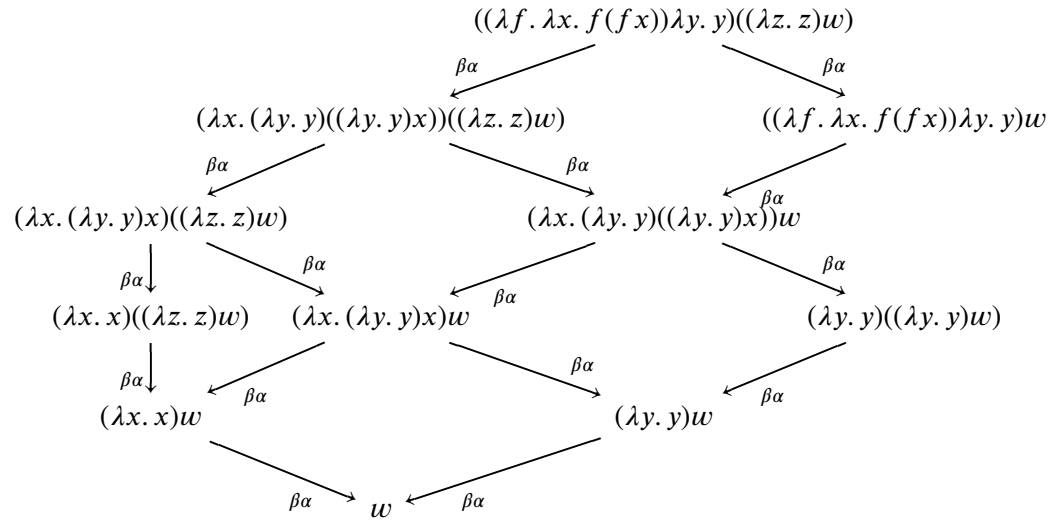 ((λf. λx. f(fx))λy. y)((λz. z)w)
βα βα
(λx. (λy. y)((λy. y)x))((λz. z)w) ((λf. λx. f(fx))λy. y)w
βα βα βα
(λx. (λy. y)x)((λz. z)w) (λx. (λy. y)((λy. y)x))w
βα βα βα βα
(λx. x)((λz. z)w) (λx. (λy. y)x)w (λy. y)((λy. y)w)
βα βα βα βα
(λx. x)w (λy. y)w
βα βα
w